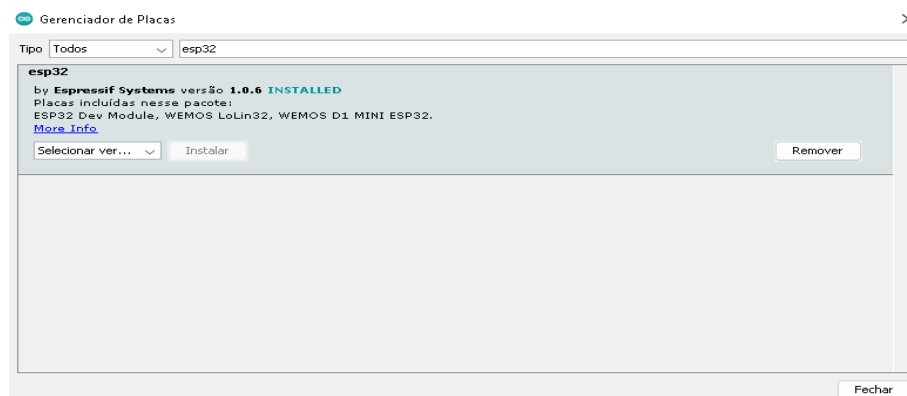 Gerenciador de Placas
Tipo Todos esp32
esp32
by Espressif Systems versão 1.0.6 INSTALLED
Placas incluídas nesse pacote:
ESP32 Dev Module, WEMOS LoLin32, WEMOS D1 MINI ESP32.
More Info
Selecionar ver... Instalar Remover
Fechar